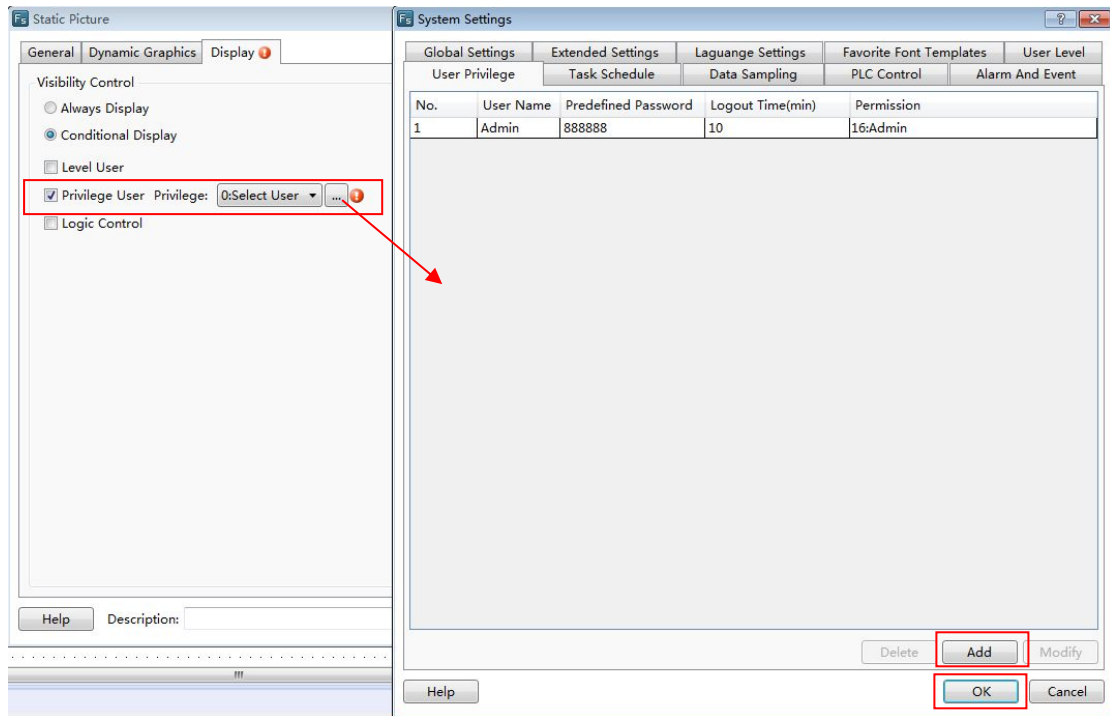 Fs Static Picture
General Dynamic Graphics Display
Visibility Control
Always Display
Conditional Display
Level User
Privilege User Privilege: 0:Select User ...
Logic Control
Help Description:
Fs System Settings
Global Settings Extended Settings Laguange Settings Favorite Font Templates User Level
User Privilege Task Schedule Data Sampling PLC Control Alarm And Event
No. User Name Predefined Password Logout Time(min) Permission
1 Admin 888888 10 16:Admin
Delete Add Modify
Help OK Cancel